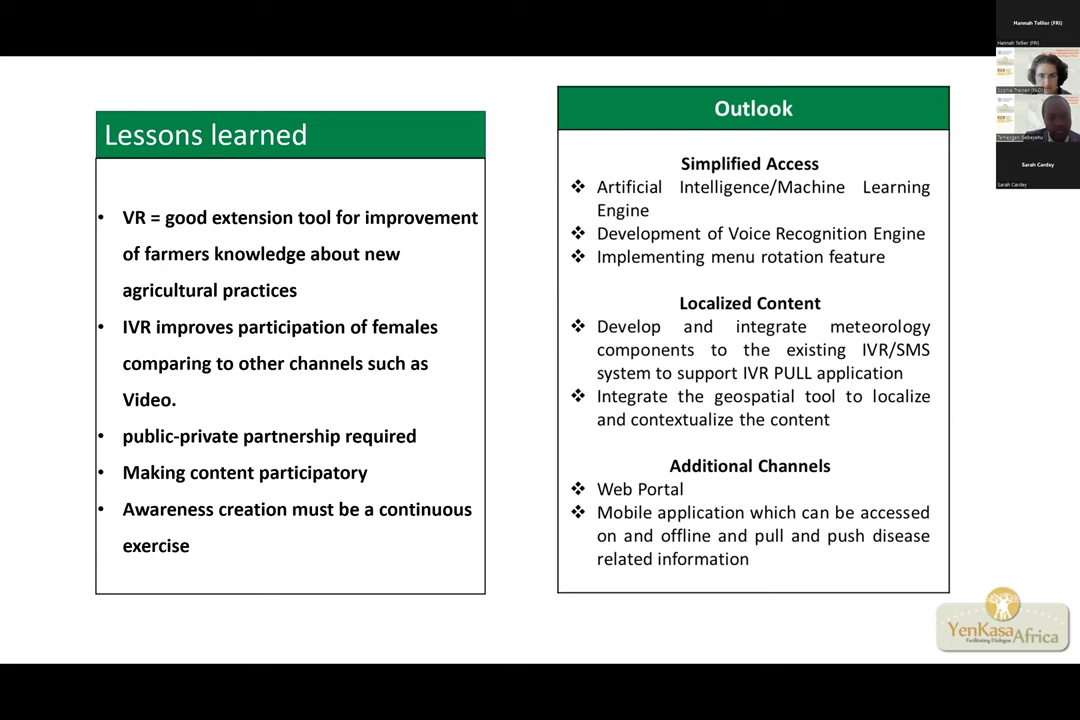 Lessons learned
• VR = good extension tool for improvement
of farmers knowledge about new
agricultural practices
• IVR improves participation of females
comparing to other channels such as
Video.
• public-private partnership required
• Making content participatory
• Awareness creation must be a continuous
exercise
Outlook
Simplified Access
❖ Artificial Intelligence/Machine Learning
Engine
❖ Development of Voice Recognition Engine
❖ Implementing menu rotation feature
Localized Content
❖ Develop and integrate meteorology
components to the existing IVR/SMS
system to support IVR PULL application
❖ Integrate the geospatial tool to localize
and contextualize the content
Additional Channels
❖ Web Portal
❖ Mobile application which can be accessed
on and offline and pull and push disease
related information
YenKasa Africa
Facilitating Dialogue
Hannah Tellier (FRI)
Hannah Tellier (FRI)
Sarah Cardey
Sarah Cardey